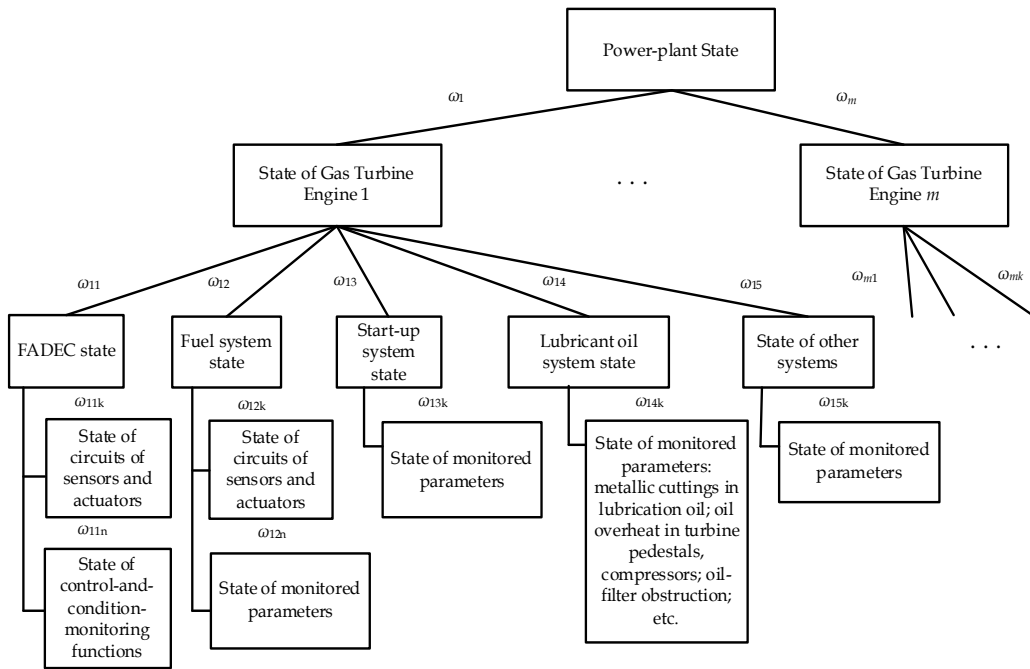 Power-plant State
ω1
ωm
State of Gas Turbine
Engine 1
. . .
State of Gas Turbine
Engine m
ω11
ω12
ω13
ω14
ω15
ωm1
ωmk
FADEC state
Fuel system
state
Start-up
system
state
Lubricant oil
system state
State of other
systems
. . .
ω11k
ω12k
ω13k
ω14k
ω15k
State of
circuits of
sensors and
actuators
State of
circuits of
sensors and
actuators
State of monitored
parameters
State of monitored
parameters:
metallic cuttings in
lubrication oil; oil
overheat in turbine
pedestals,
compressors; oil-
filter obstruction;
etc.
State of monitored
parameters
ω11n
ω12n
State of
control-and-
condition-
monitoring
functions
State of monitored
parameters